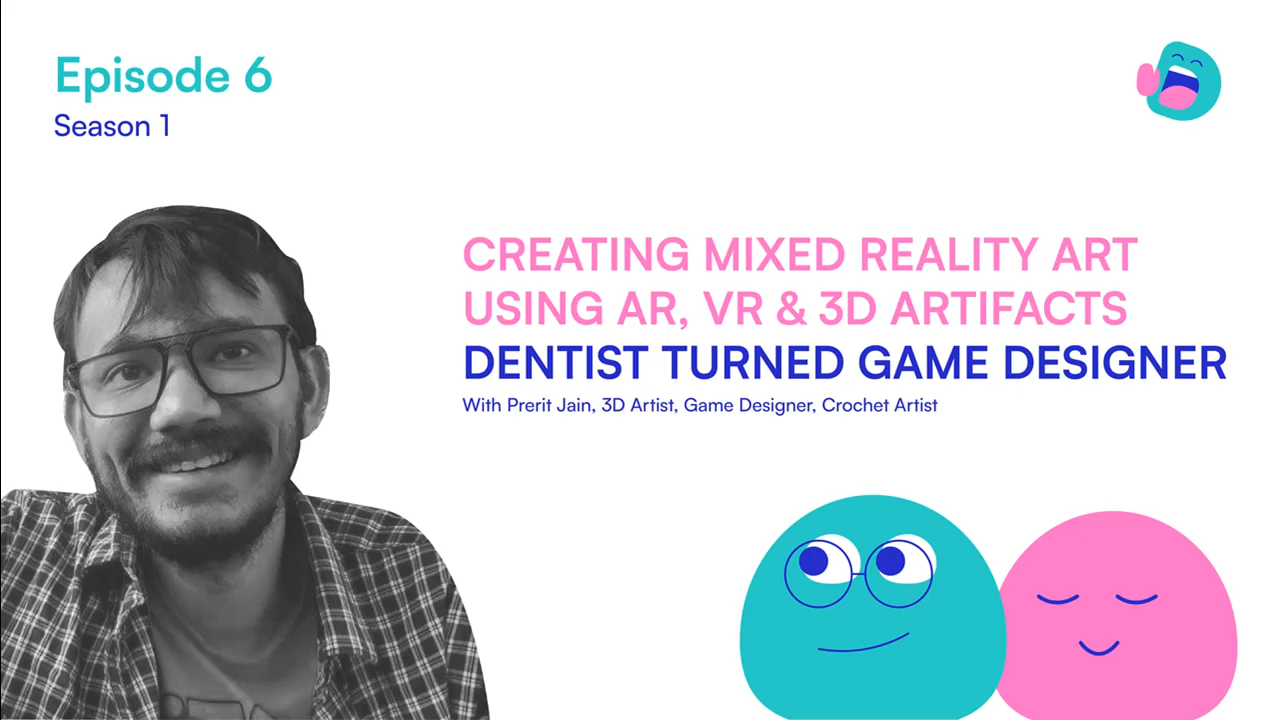 Episode 6
Season 1
CREATING MIXED REALITY ART
USING AR, VR & 3D ARTIFACTS
DENTIST TURNED GAME DESIGNER
With Prerit Jain, 3D Artist, Game Designer, Crochet Artist